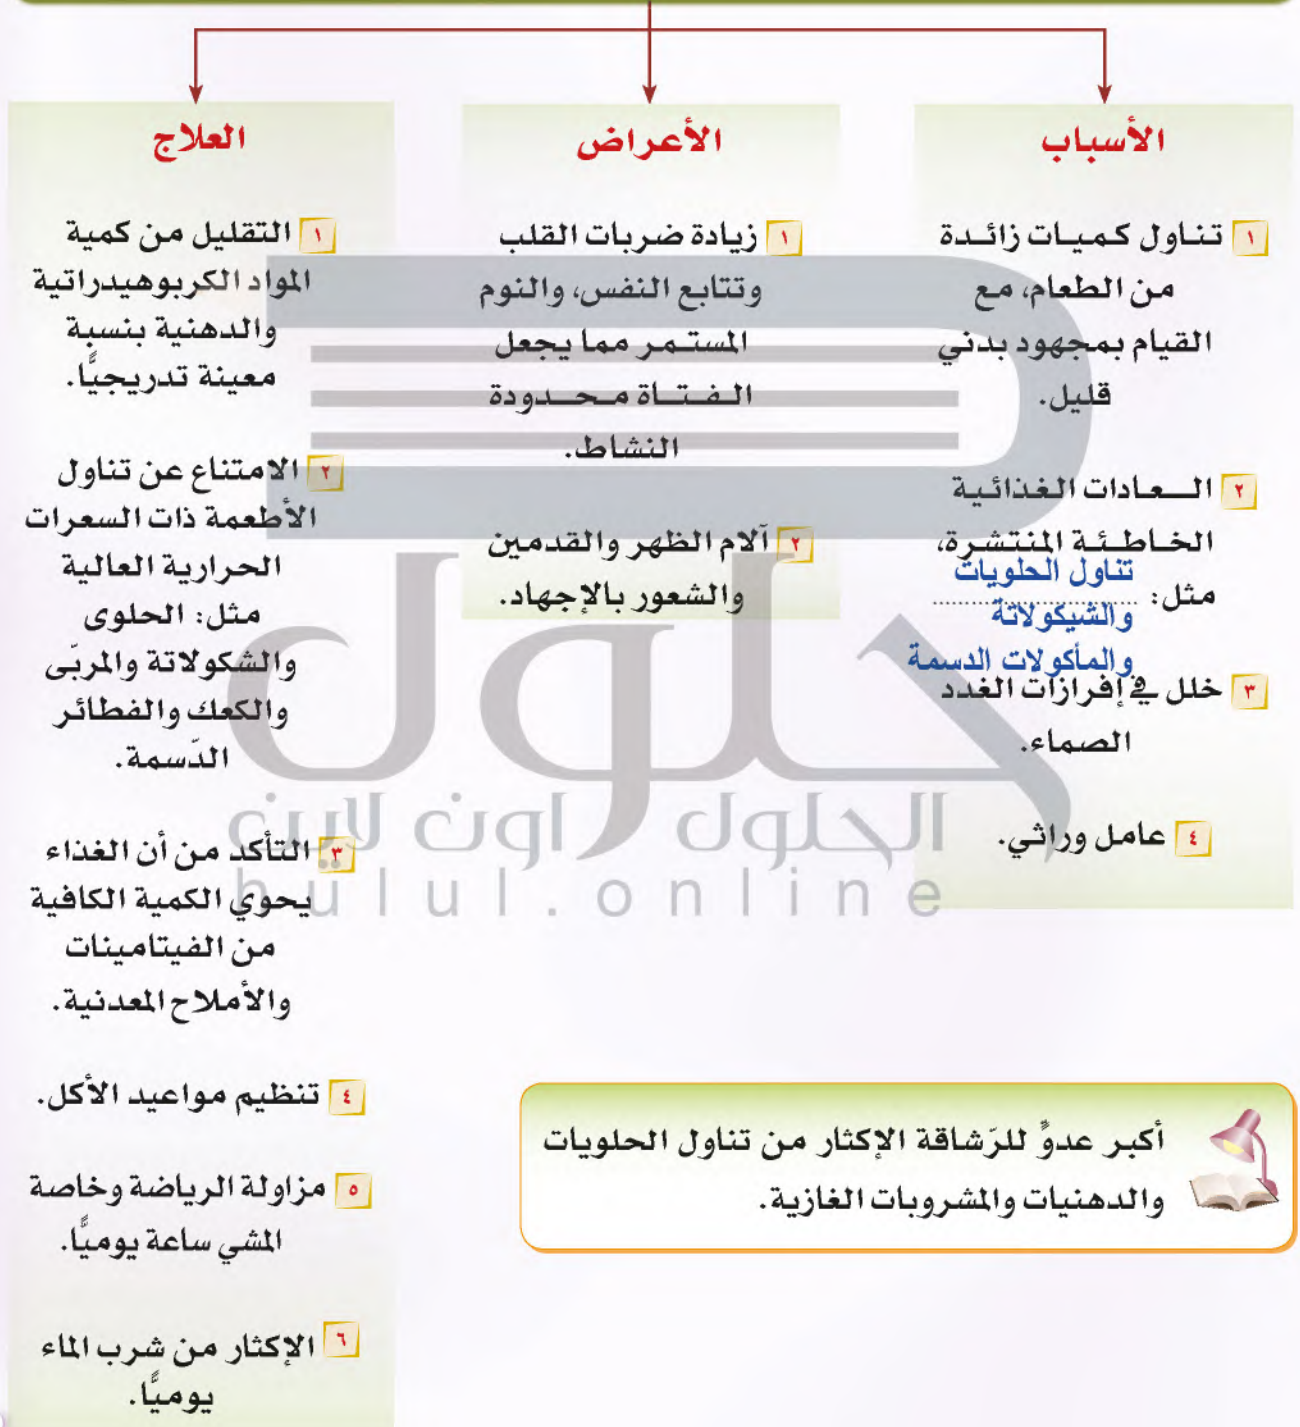 الأسباب
١ تناول كميات زائدة
من الطعام، مع
القيام بمجهود بدني
قليل.
٢ العادات الغذائية
الخاطئة المنتشرة،
مثل: تناول الحلويات
والشيكولاتة
والمأكولات الدسمة
٣ خلل في إفرازات الغدد
الصماء.
٤ عامل وراثي.
الأعراض
١ زيادة ضربات القلب
وتتابع النفس، والنوم
المستمر مما يجعل
الفتاة محدودة
النشاط.
٢ آلام الظهر والقدمين
والشعور بالإجهاد.
العلاج
١ التقليل من كمية
المواد الكربوهيدراتية
والدهنية بنسبة
معينة تدريجيًّا.
٢ الامتناع عن تناول
الأطعمة ذات السعرات
الحرارية العالية
مثل: الحلوى
والشكولاتة والمربّى
والكعك والفطائر
الدّسمة.
٣ التأكد من أن الغذاء
يحوي الكمية الكافية
من الفيتامينات
والأملاح المعدنية.
٤ تنظيم مواعيد الأكل.
٥ مزاولة الرياضة وخاصة
المشي ساعة يوميًّا.
٦ الإكثار من شرب الماء
يوميًّا.
أكبر عدوٍّ للرّشاقة الإكثار من تناول الحلويات
والدهنيات والمشروبات الغازية.
حلول
الحلول اون لاين
hulul.online